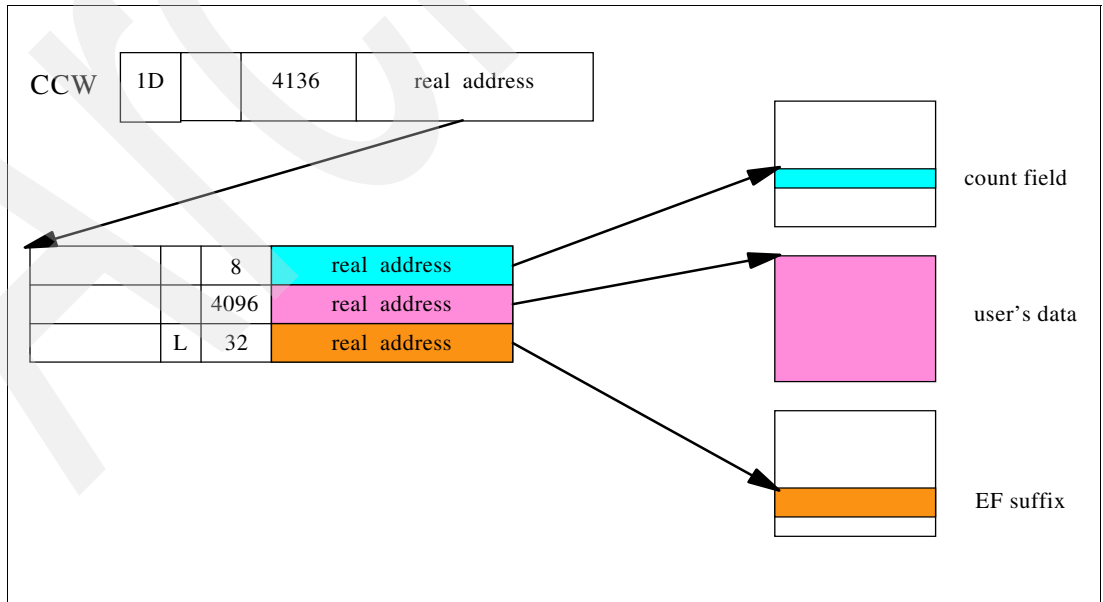 CCW 1D 4136 real address
count field
8 real address
4096 real address
user's data
L 32 real address
EF suffix